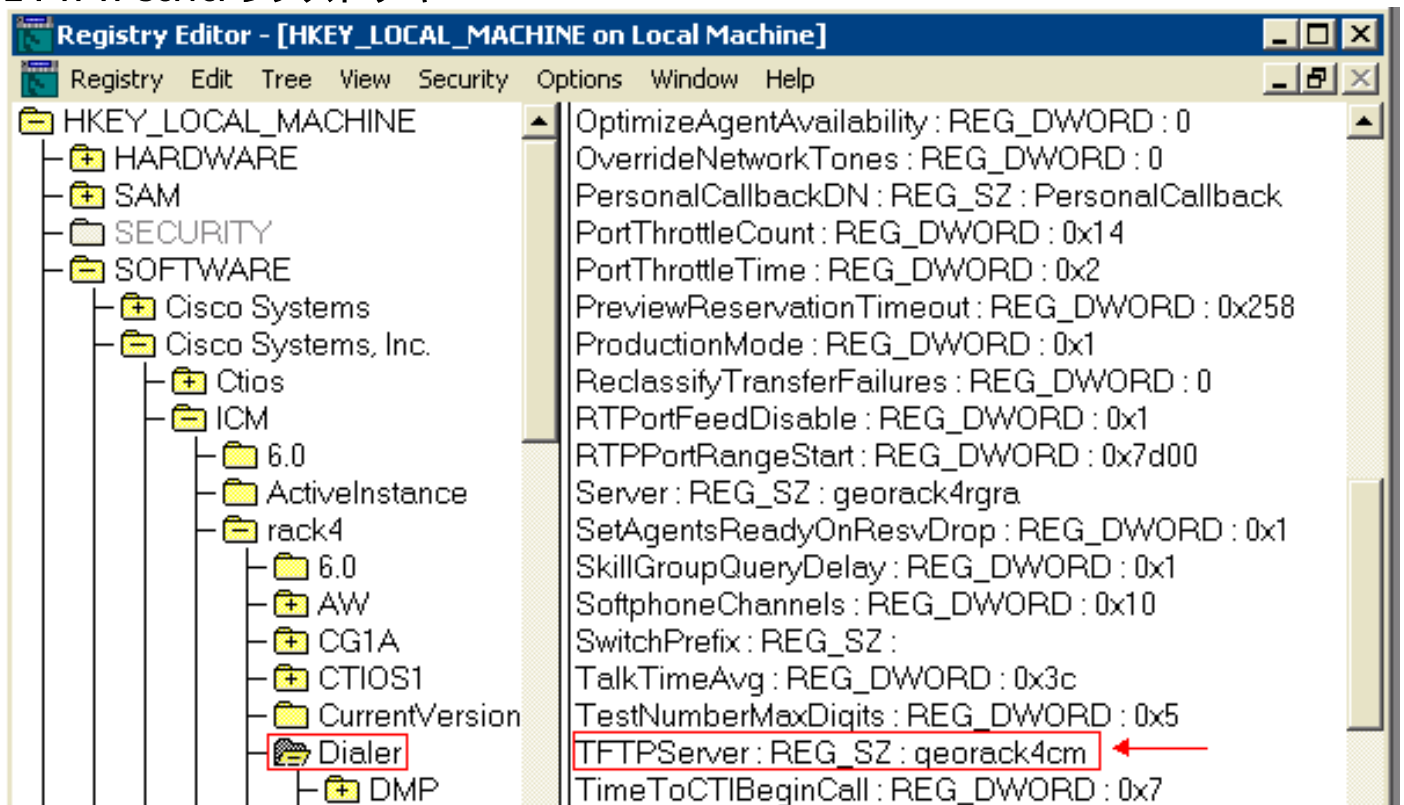 Registry Editor - [HKEY_LOCAL_MACHINE on Local Machine]
Registry Edit Tree View Security Options Window Help
HKEY_LOCAL_MACHINE
HARDWARE
SAM
SECURITY
SOFTWARE
Cisco Systems
Cisco Systems, Inc.
Ctios
ICM
6.0
ActiveInstance
rack4
6.0
AW
CG1A
CTIOS1
CurrentVersion
Dialer
DMP
OptimizeAgentAvailability : REG_DWORD : 0
OverrideNetworkTones : REG_DWORD : 0
PersonalCallbackDN : REG_SZ : PersonalCallback
PortThrottleCount : REG_DWORD : 0x14
PortThrottleTime : REG_DWORD : 0x2
PreviewReservationTimeout : REG_DWORD : 0x258
ProductionMode : REG_DWORD : 0x1
ReclassifyTransferFailures : REG_DWORD : 0
RTPortFeedDisable : REG_DWORD : 0x1
RTPPortRangeStart : REG_DWORD : 0x7d00
Server : REG_SZ : georack4rgra
SetAgentsReadyOnResvDrop : REG_DWORD : 0x1
SkillGroupQueryDelay : REG_DWORD : 0x1
SoftphoneChannels : REG_DWORD : 0x10
SwitchPrefix : REG_SZ :
TalkTimeAvg : REG_DWORD : 0x3c
TestNumberMaxDigits : REG_DWORD : 0x5
TFTPServer : REG_SZ : georack4cm
TimeToCTIBeginCall : REG_DWORD : 0x7